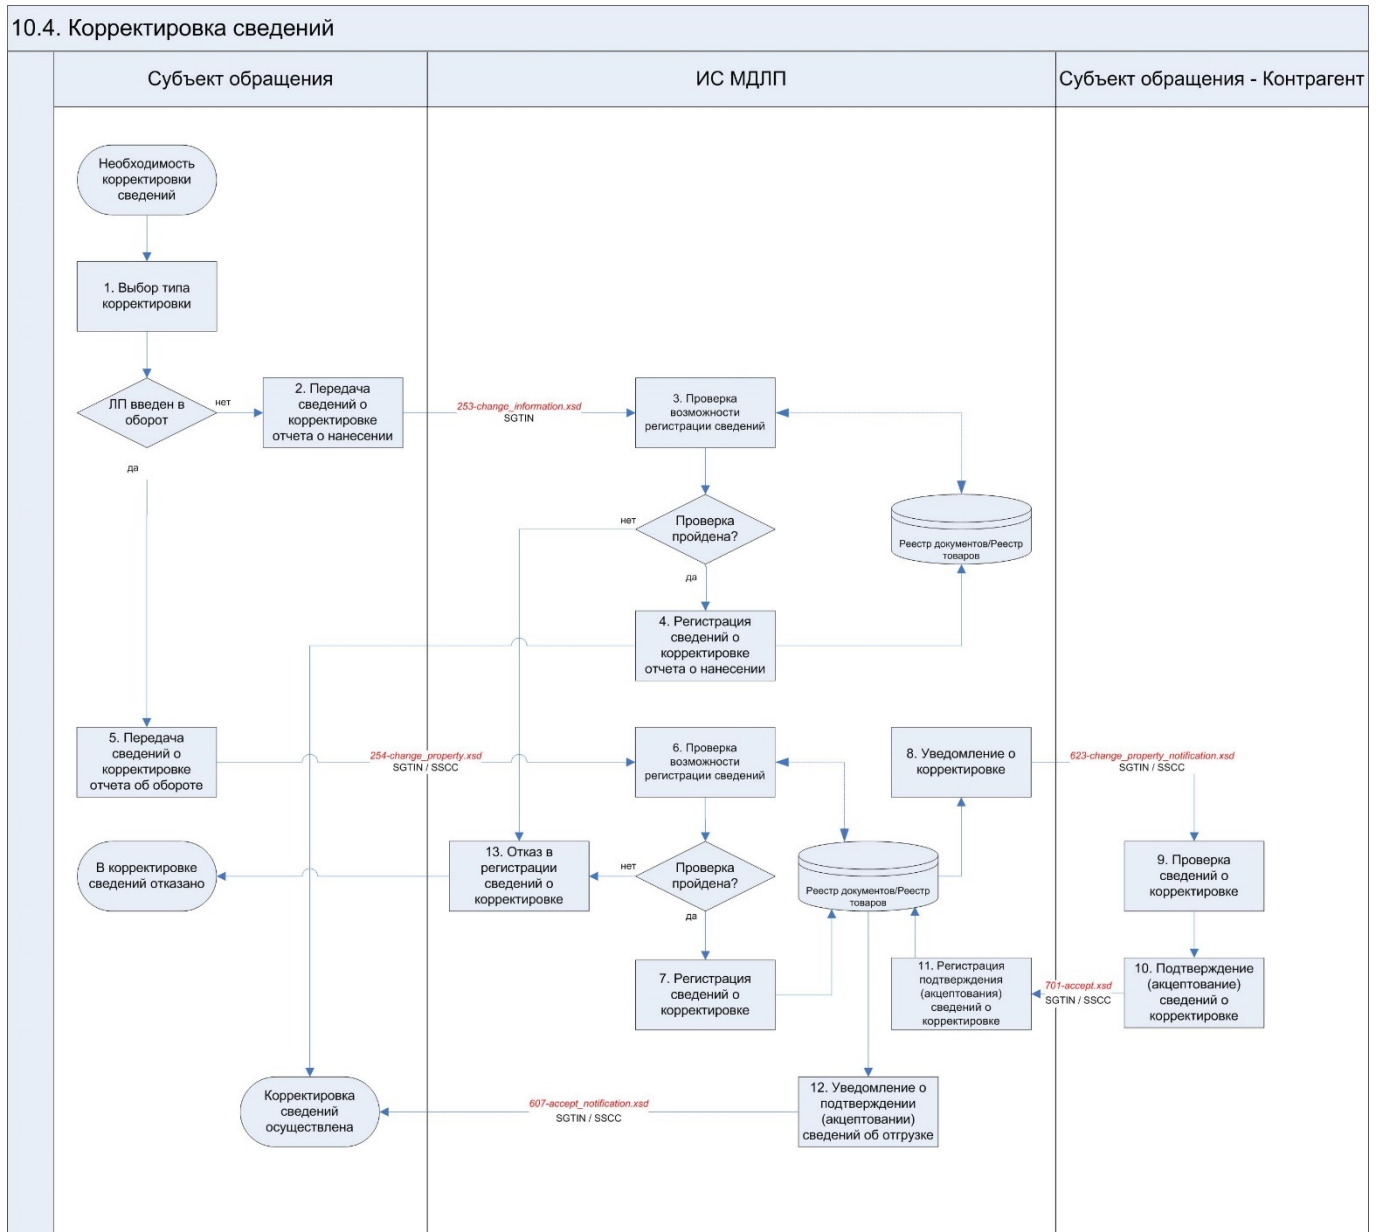 10.4. Корректировка сведений
Субъект обращения
ИС МДЛП
Субъект обращения - Контрагент
Необходимость
корректировки
сведений
1. Выбор типа
корректировки
ЛП введен в
оборот
нет
да
2. Передача
сведений о
корректировке
отчета о нанесении
253-change_information.xsd
SGTIN
3. Проверка
возможности
регистрации сведений
Проверка
пройдена?
нет
да
Реестр документов/Реестр
товаров
4. Регистрация
сведений о
корректировке
отчета о нанесении
5. Передача
сведений о
корректировке
отчета об обороте
254-change_property.xsd
SGTIN / SSCC
6. Проверка
возможности
регистрации сведений
8. Уведомление о
корректировке
623-change_property_notification.xsd
SGTIN / SSCC
В корректировке
сведений отказано
13. Отказ в
регистрации
сведений о
корректировке
нет
Проверка
пройдена?
да
Реестр документов/Реестр
товаров
9. Проверка
сведений о
корректировке
7. Регистрация
сведений о
корректировке
11. Регистрация
подтверждения
(акцептования)
сведений о
корректировке
701-accept.xsd
SGTIN / SSCC
10. Подтверждение
(акцептование)
сведений о
корректировке
Корректировка
сведений
осуществлена
607-accept_notification.xsd
SGTIN / SSCC
12. Уведомление о
подтверждении
(акцептовании)
сведений об отгрузке